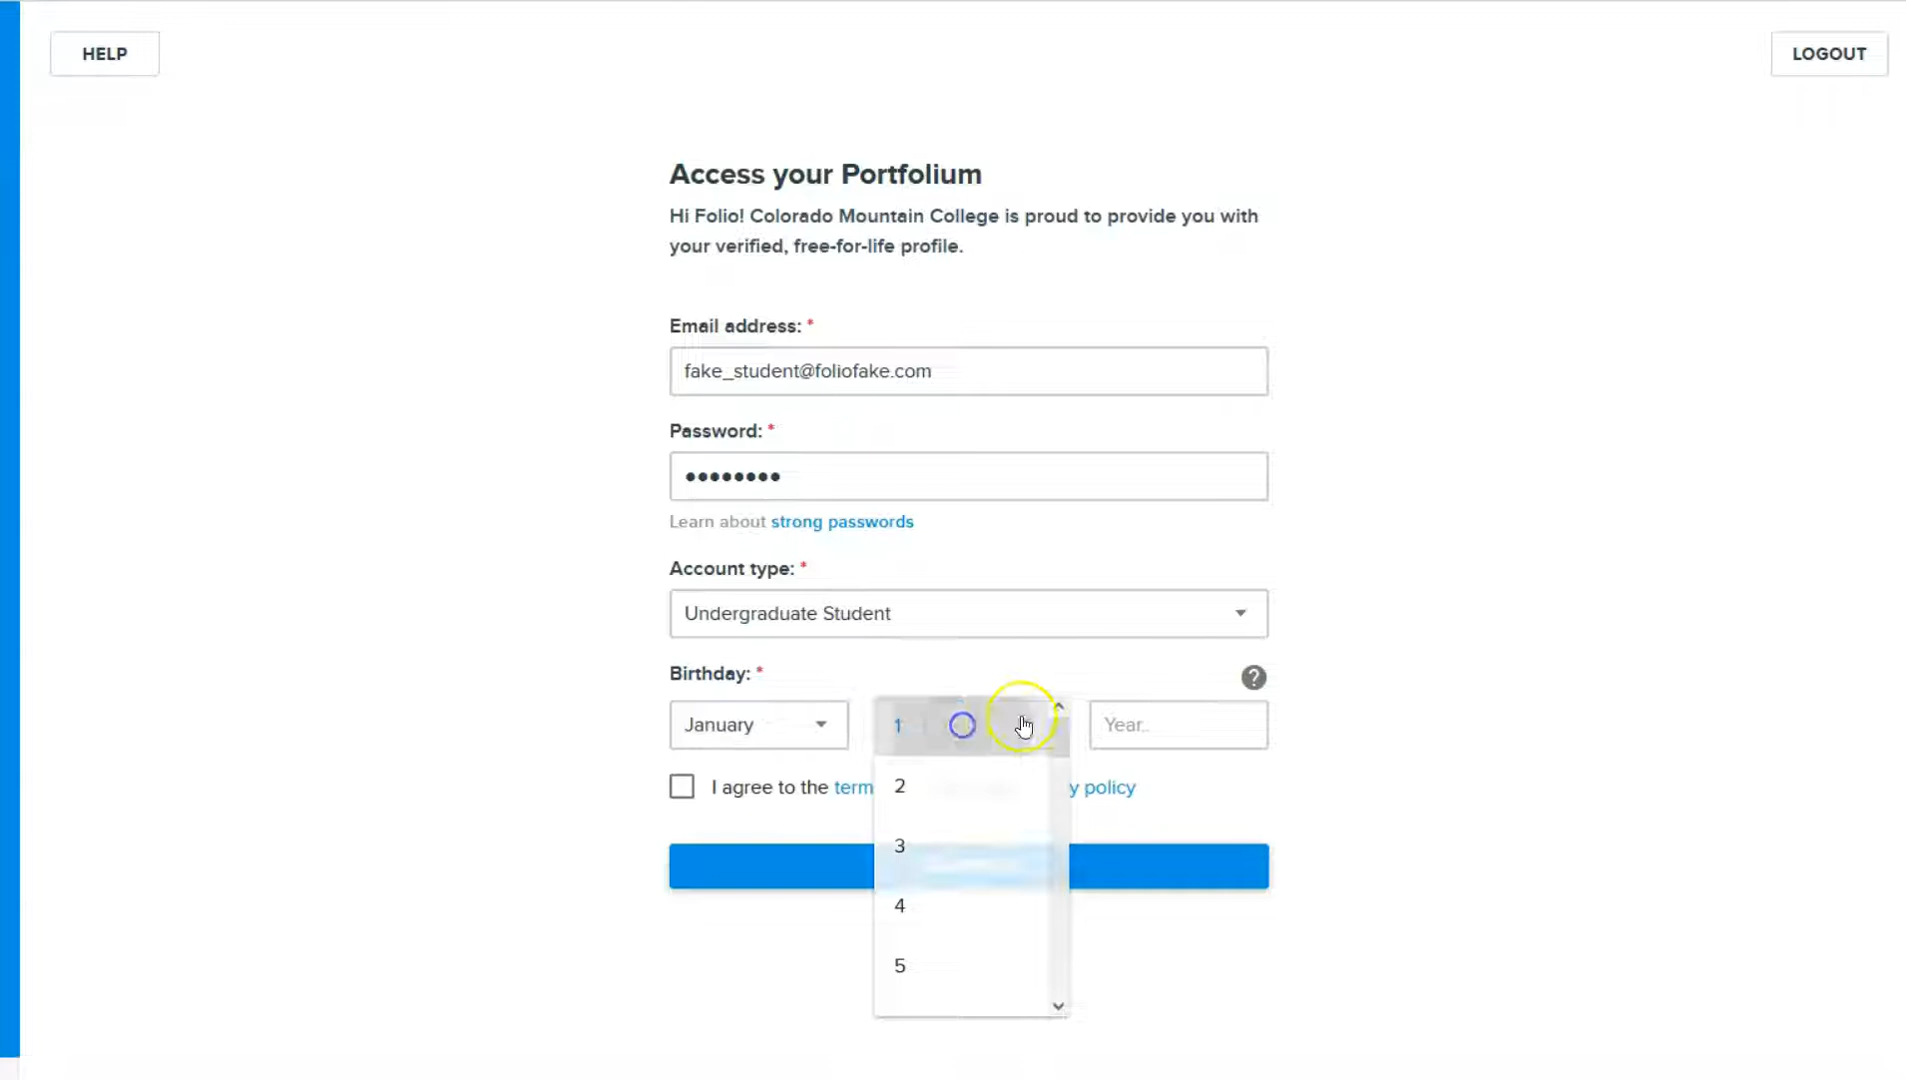 HELP
LOGOUT
Access your Portfolium
Hi Folio! Colorado Mountain College is proud to provide you with
your verified, free-for-life profile.
Email address: *
fake_student@foliofake.com
Password: *
••••••••
Learn about strong passwords
Account type: *
Undergraduate Student
Birthday: *
?
January
1
Year..
I agree to the term
y policy
2
3
4
5